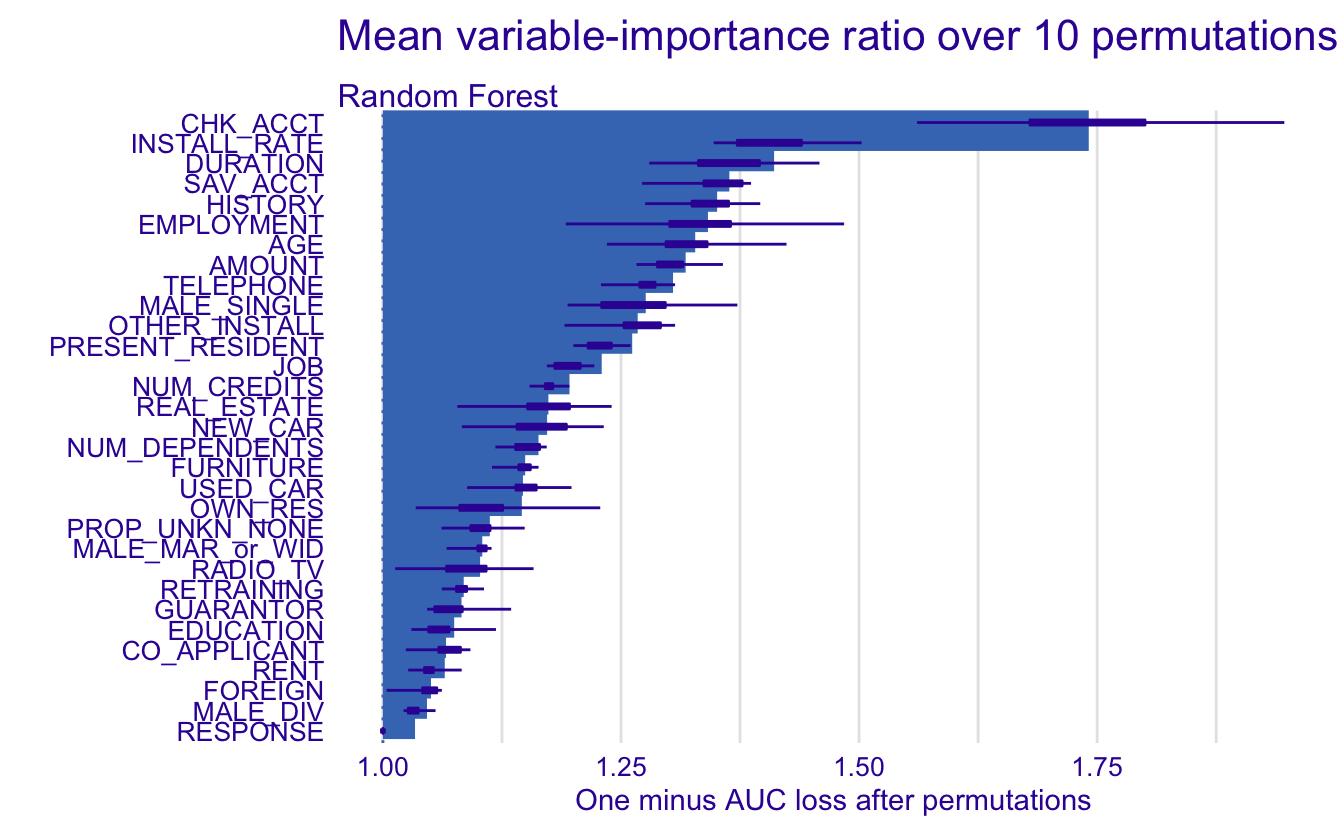 Mean variable-importance ratio over 10 permutations
Random Forest
CHK_ACCT
INSTALL_RATE
DURATION
SAV_ACCT
HISTORY
EMPLOYMENT
AGE
AMOUNT
TELEPHONE
MALE_SINGLE
OTHER_INSTALL
PRESENT_RESIDENT
JOB
NUM_CREDITS
REAL_ESTATE
NEW_CAR
NUM_DEPENDENTS
FURNITURE
USED_CAR
OWN_RES
PROP_UNKN_NONE
MALE_MAR_or_WID
RADIO_TV
RETRAINING
GUARANTOR
EDUCATION
CO_APPLICANT
RENT
FOREIGN
MALE_DIV
RESPONSE
1.00 1.25 1.50 1.75
One minus AUC loss after permutations